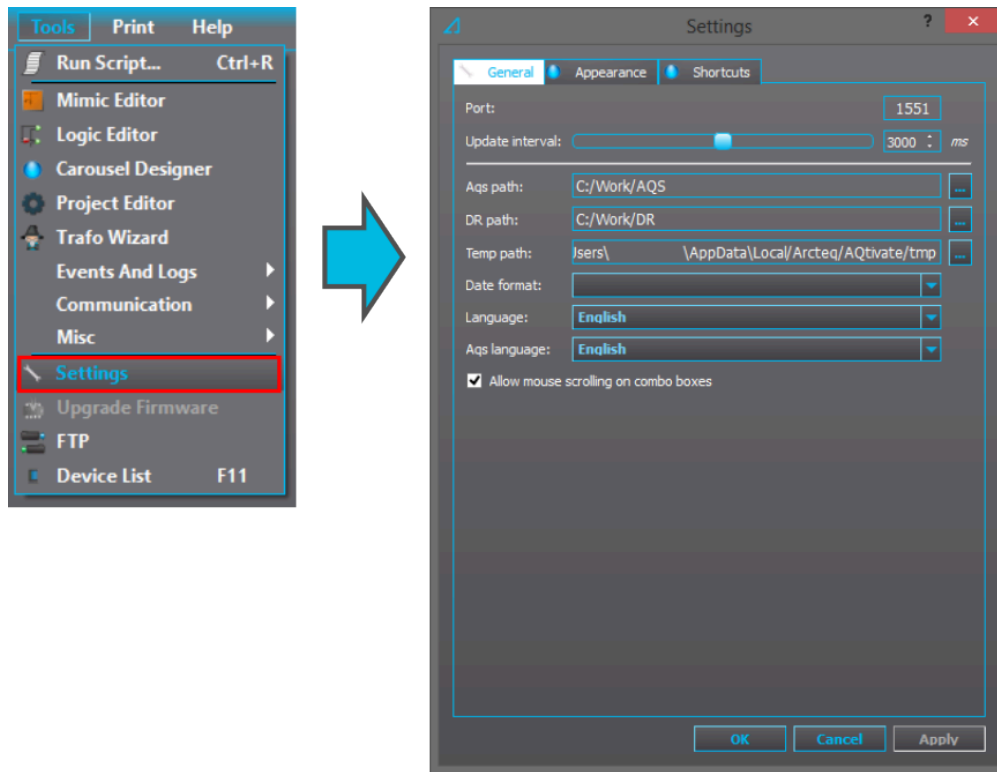 Tools Print Help
Run Script... Ctrl+R
Mimic Editor
Logic Editor
Carousel Designer
Project Editor
Trafo Wizard
Events And Logs
Communication
Misc
Settings
Upgrade Firmware
FTP
Device List F11
Settings ?
General Appearance Shortcuts
Port: 1551
Update interval: 3000 ms
Aqs path: C:/Work/AQS ...
DR path: C:/Work/DR ...
Temp path: Jsers\ \AppData\Local/Arcteq/AQtivate/tmp ...
Date format:
Language: English
Aqs language: English
Allow mouse scrolling on combo boxes
OK Cancel Apply